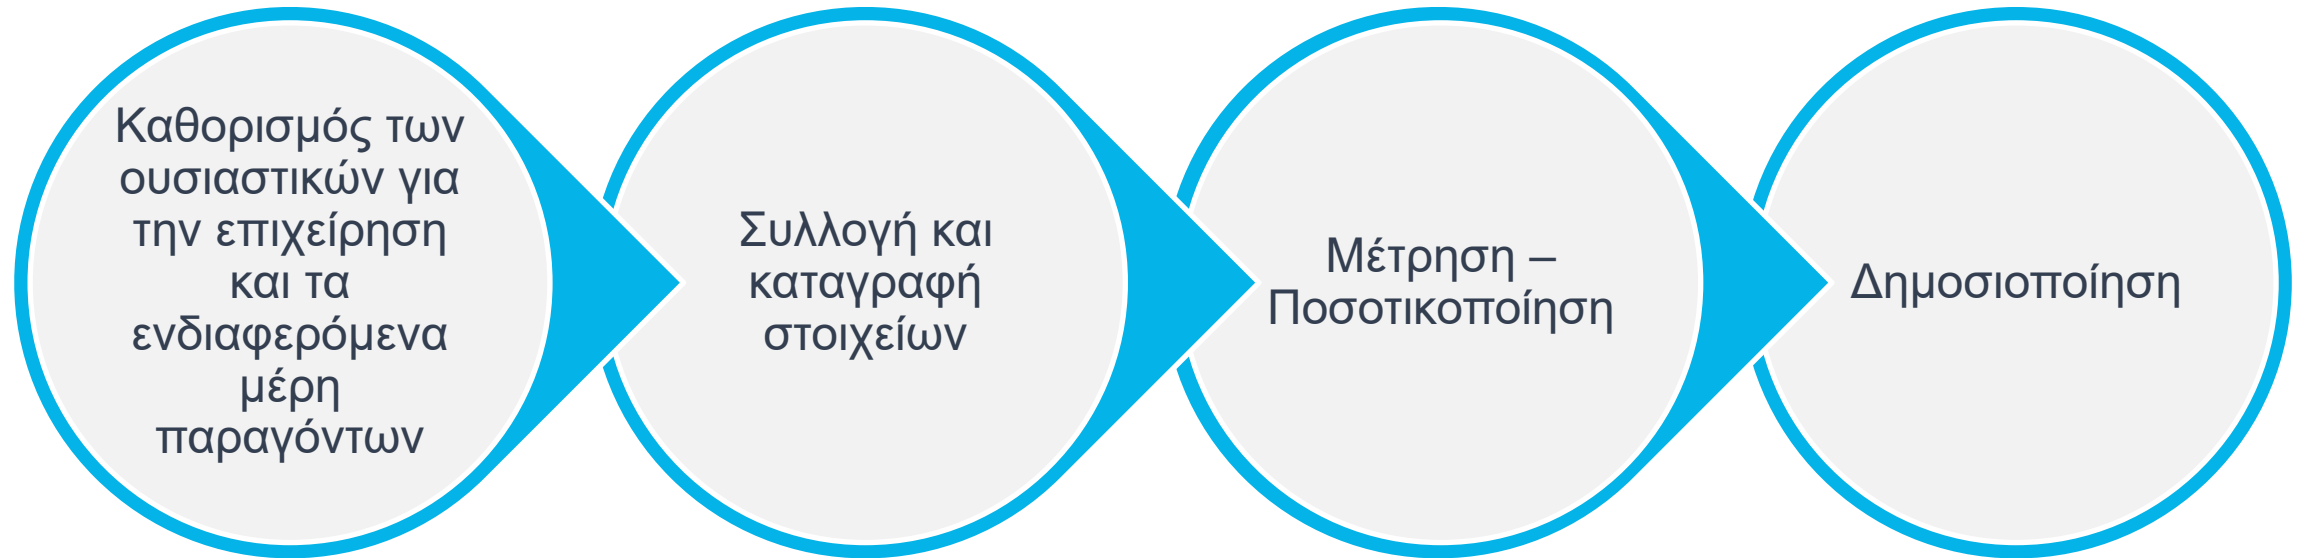 Καθορισμός των
ουσιαστικών για
την επιχείρηση
και τα
ενδιαφερόμενα
μέρη
παραγόντων
Συλλογή και
καταγραφή
στοιχείων
Μέτρηση –
Ποσοτικοποίηση
Δημοσιοποίηση